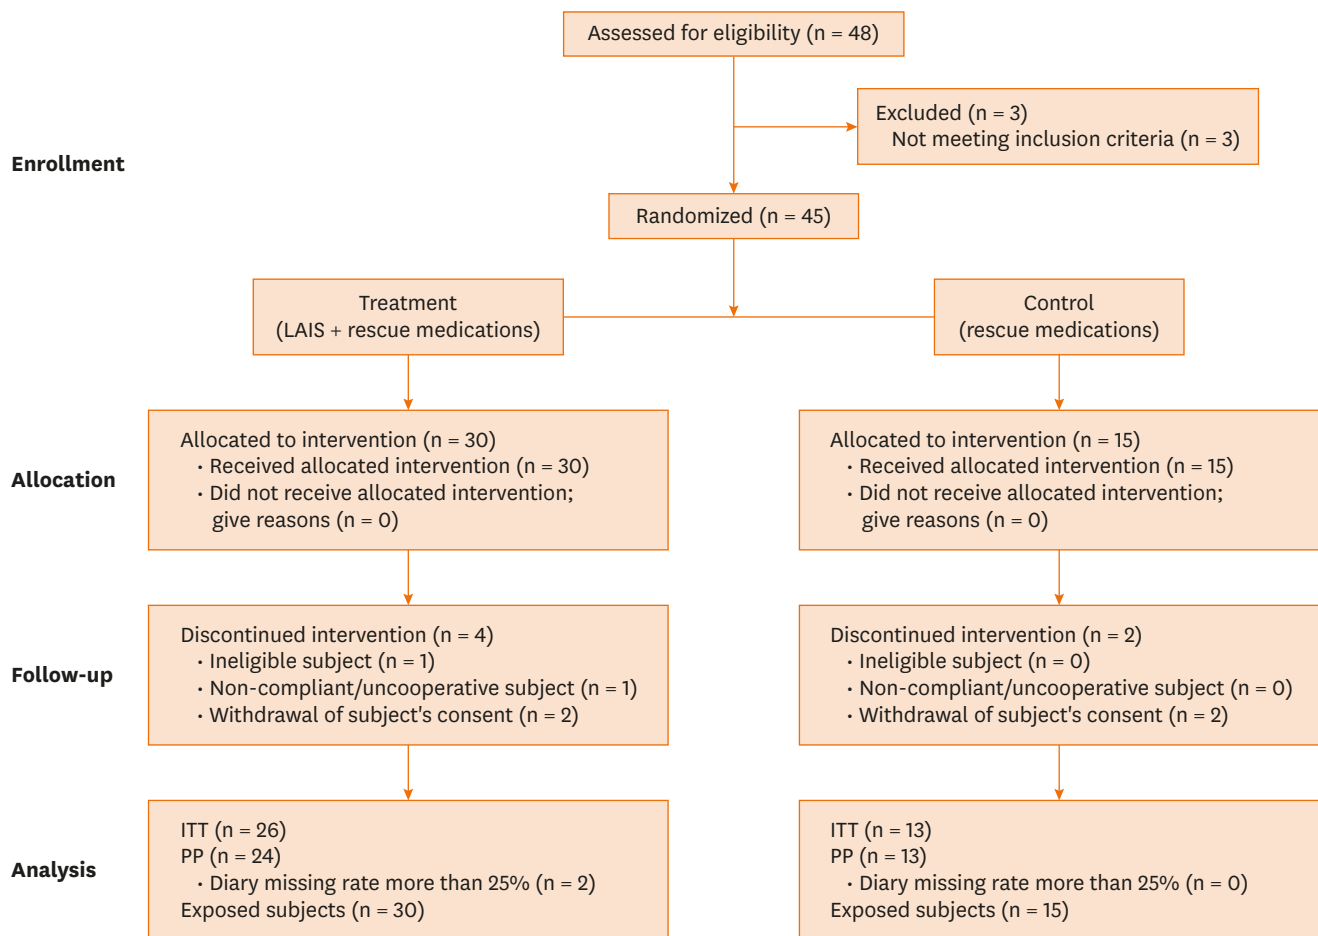 Assessed for eligibility (n = 48)
Excluded (n = 3)
Not meeting inclusion criteria (n = 3)
Enrollment
Randomized (n = 45)
Treatment
(LAIS + rescue medications)
Control
(rescue medications)
Allocation
Allocated to intervention (n = 30)
· Received allocated intervention (n = 30)
· Did not receive allocated intervention;
give reasons (n = 0)
Allocated to intervention (n = 15)
· Received allocated intervention (n = 15)
· Did not receive allocated intervention;
give reasons (n = 0)
Follow-up
Discontinued intervention (n = 4)
· Ineligible subject (n = 1)
· Non-compliant/uncooperative subject (n = 1)
· Withdrawal of subject's consent (n = 2)
Discontinued intervention (n = 2)
· Ineligible subject (n = 0)
· Non-compliant/uncooperative subject (n = 0)
· Withdrawal of subject's consent (n = 2)
Analysis
ITT (n = 26)
PP (n = 24)
· Diary missing rate more than 25% (n = 2)
Exposed subjects (n = 30)
ITT (n = 13)
PP (n = 13)
· Diary missing rate more than 25% (n = 0)
Exposed subjects (n = 15)